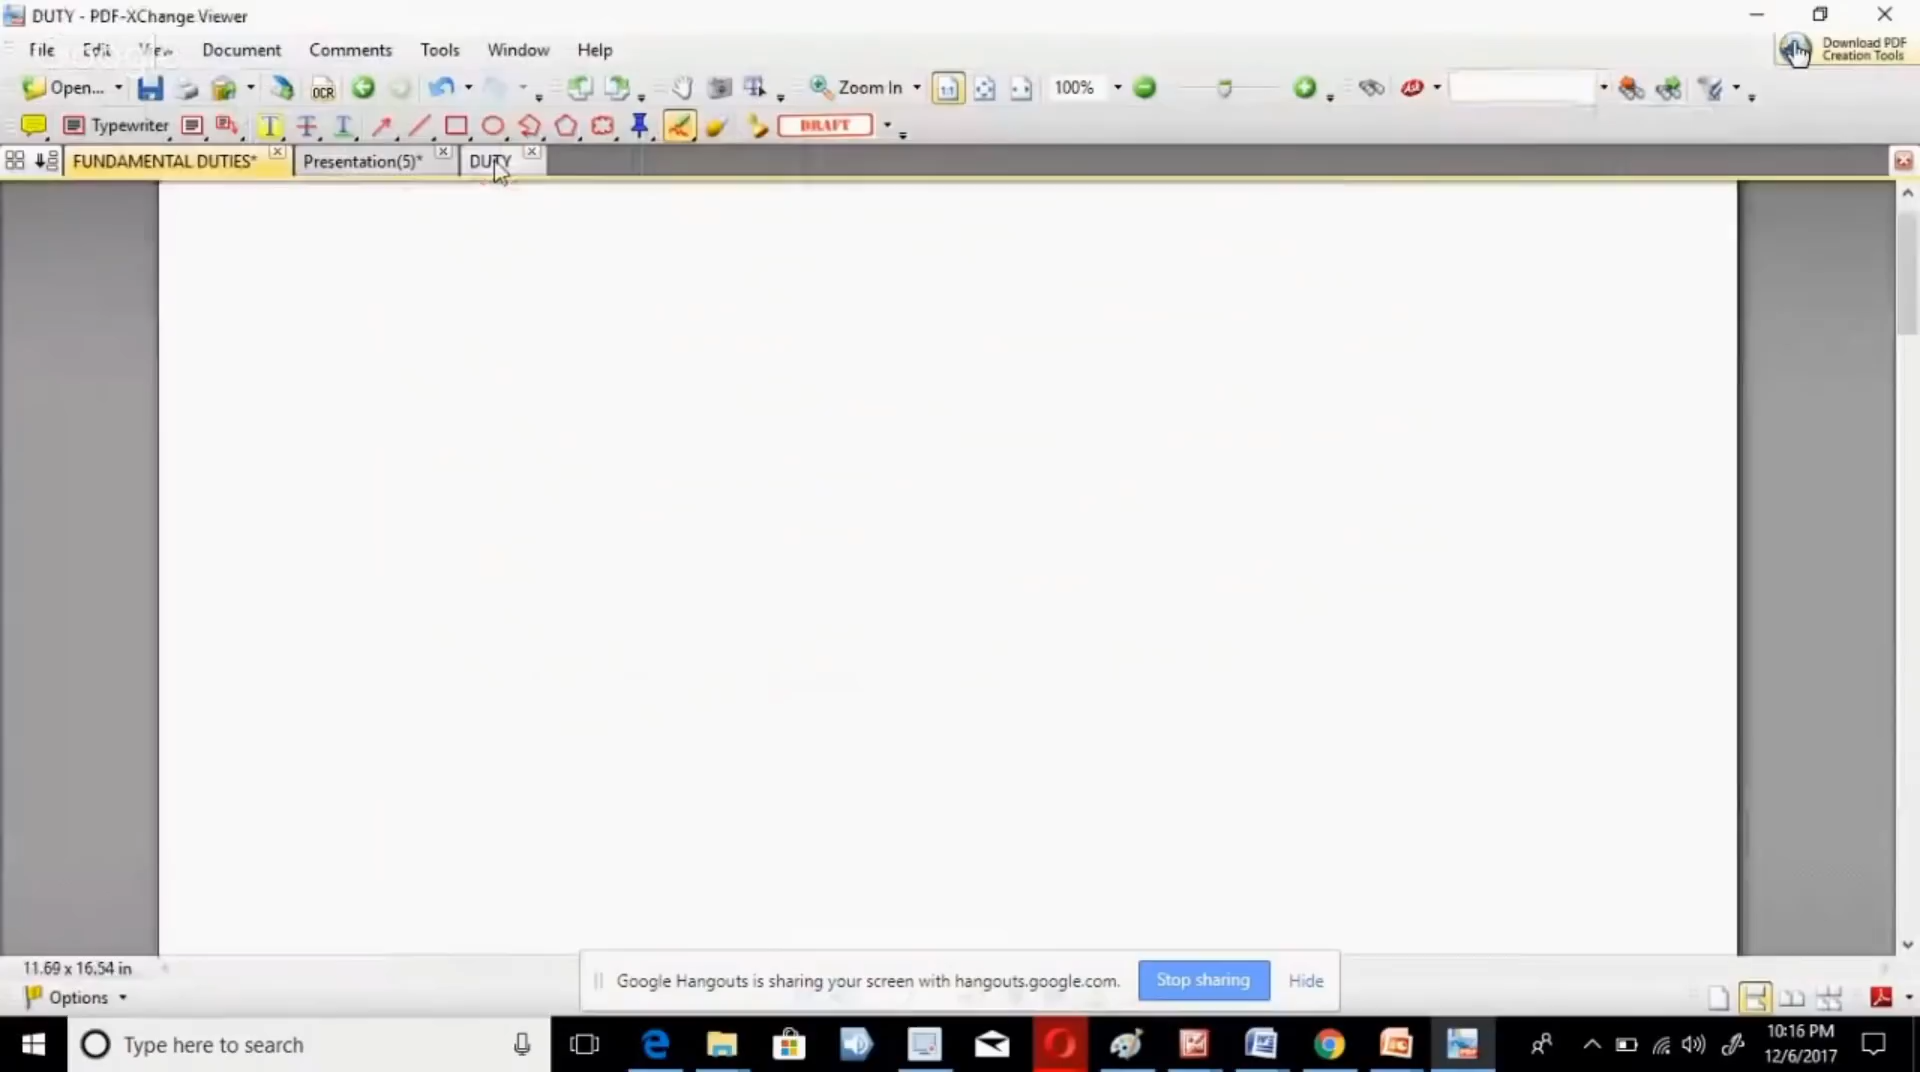 DUTY - PDF-XChange Viewer
File Edit View Document Comments Tools Window Help
Download PDF
Creation Tools
Open... OCR Zoom In 1:1 100%
Typewriter T T T DRAFT
FUNDAMENTAL DUTIES* Presentation(5)* DUTY
11.69 x 16.54 in
Google Hangouts is sharing your screen with hangouts.google.com. Stop sharing Hide
Options
Type here to search
10:16 PM
12/6/2017